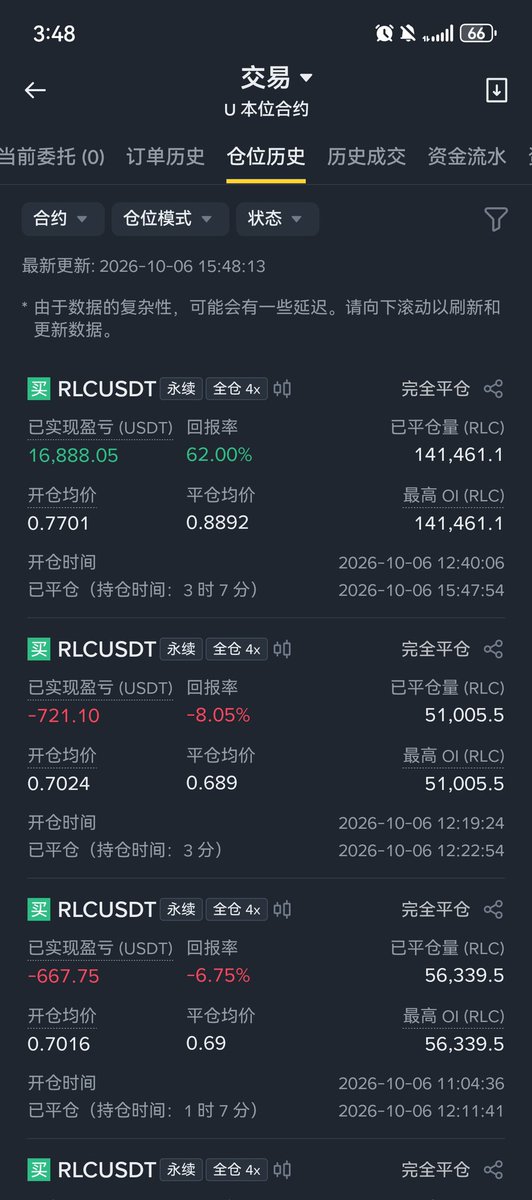 3:48
66
交易
U 本位合约
当前委托 (0) 订单历史 仓位历史 历史成交 资金流水
合约 仓位模式 状态
最新更新: 2026-10-06 15:48:13
* 由于数据的复杂性，可能会有一些延迟。请向下滚动以刷新和
更新数据。
买 RLCUSDT 永续 全仓 4x 完全平仓
已实现盈亏 (USDT) 回报率 已平仓量 (RLC)
16,888.05 62.00% 141,461.1
开仓均价 平仓均价 最高 OI (RLC)
0.7701 0.8892 141,461.1
开仓时间 2026-10-06 12:40:06
已平仓（持仓时间：3 时 7 分） 2026-10-06 15:47:54
买 RLCUSDT 永续 全仓 4x 完全平仓
已实现盈亏 (USDT) 回报率 已平仓量 (RLC)
-721.10 -8.05% 51,005.5
开仓均价 平仓均价 最高 OI (RLC)
0.7024 0.689 51,005.5
开仓时间 2026-10-06 12:19:24
已平仓（持仓时间：3 分） 2026-10-06 12:22:54
买 RLCUSDT 永续 全仓 4x 完全平仓
已实现盈亏 (USDT) 回报率 已平仓量 (RLC)
-667.75 -6.75% 56,339.5
开仓均价 平仓均价 最高 OI (RLC)
0.7016 0.69 56,339.5
开仓时间 2026-10-06 11:04:36
已平仓（持仓时间：1 时 7 分） 2026-10-06 12:11:41
买 RLCUSDT 永续 全仓 4x 完全平仓